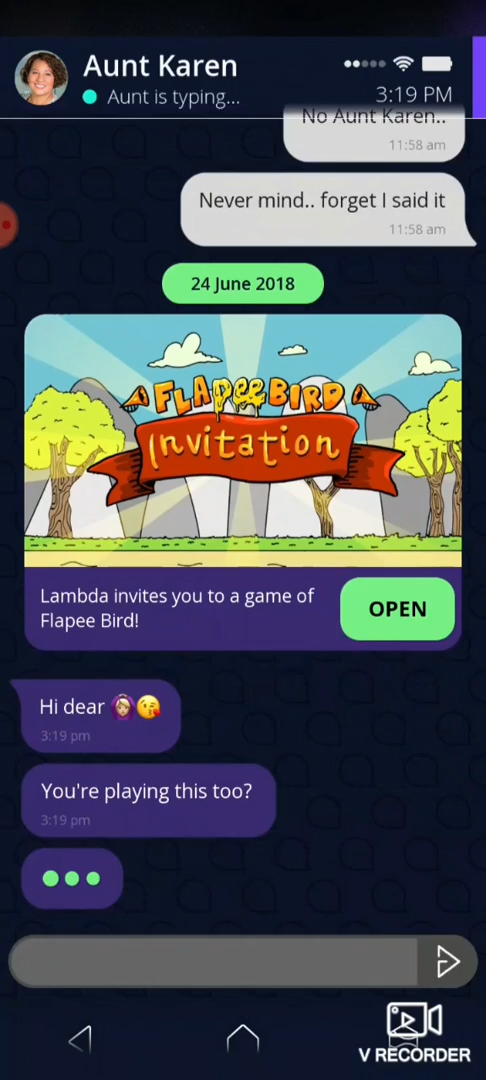 Aunt Karen
Aunt is typing...
3:19 PM
No Aunt Karen..
11:58 am
Never mind.. forget I said it
11:58 am
24 June 2018
FLAPEEBIRD
Invitation
Lambda invites you to a game of
Flapee Bird!
OPEN
Hi dear 🙆🏼‍♀️😘
3:19 pm
You're playing this too?
3:19 pm
V RECORDER